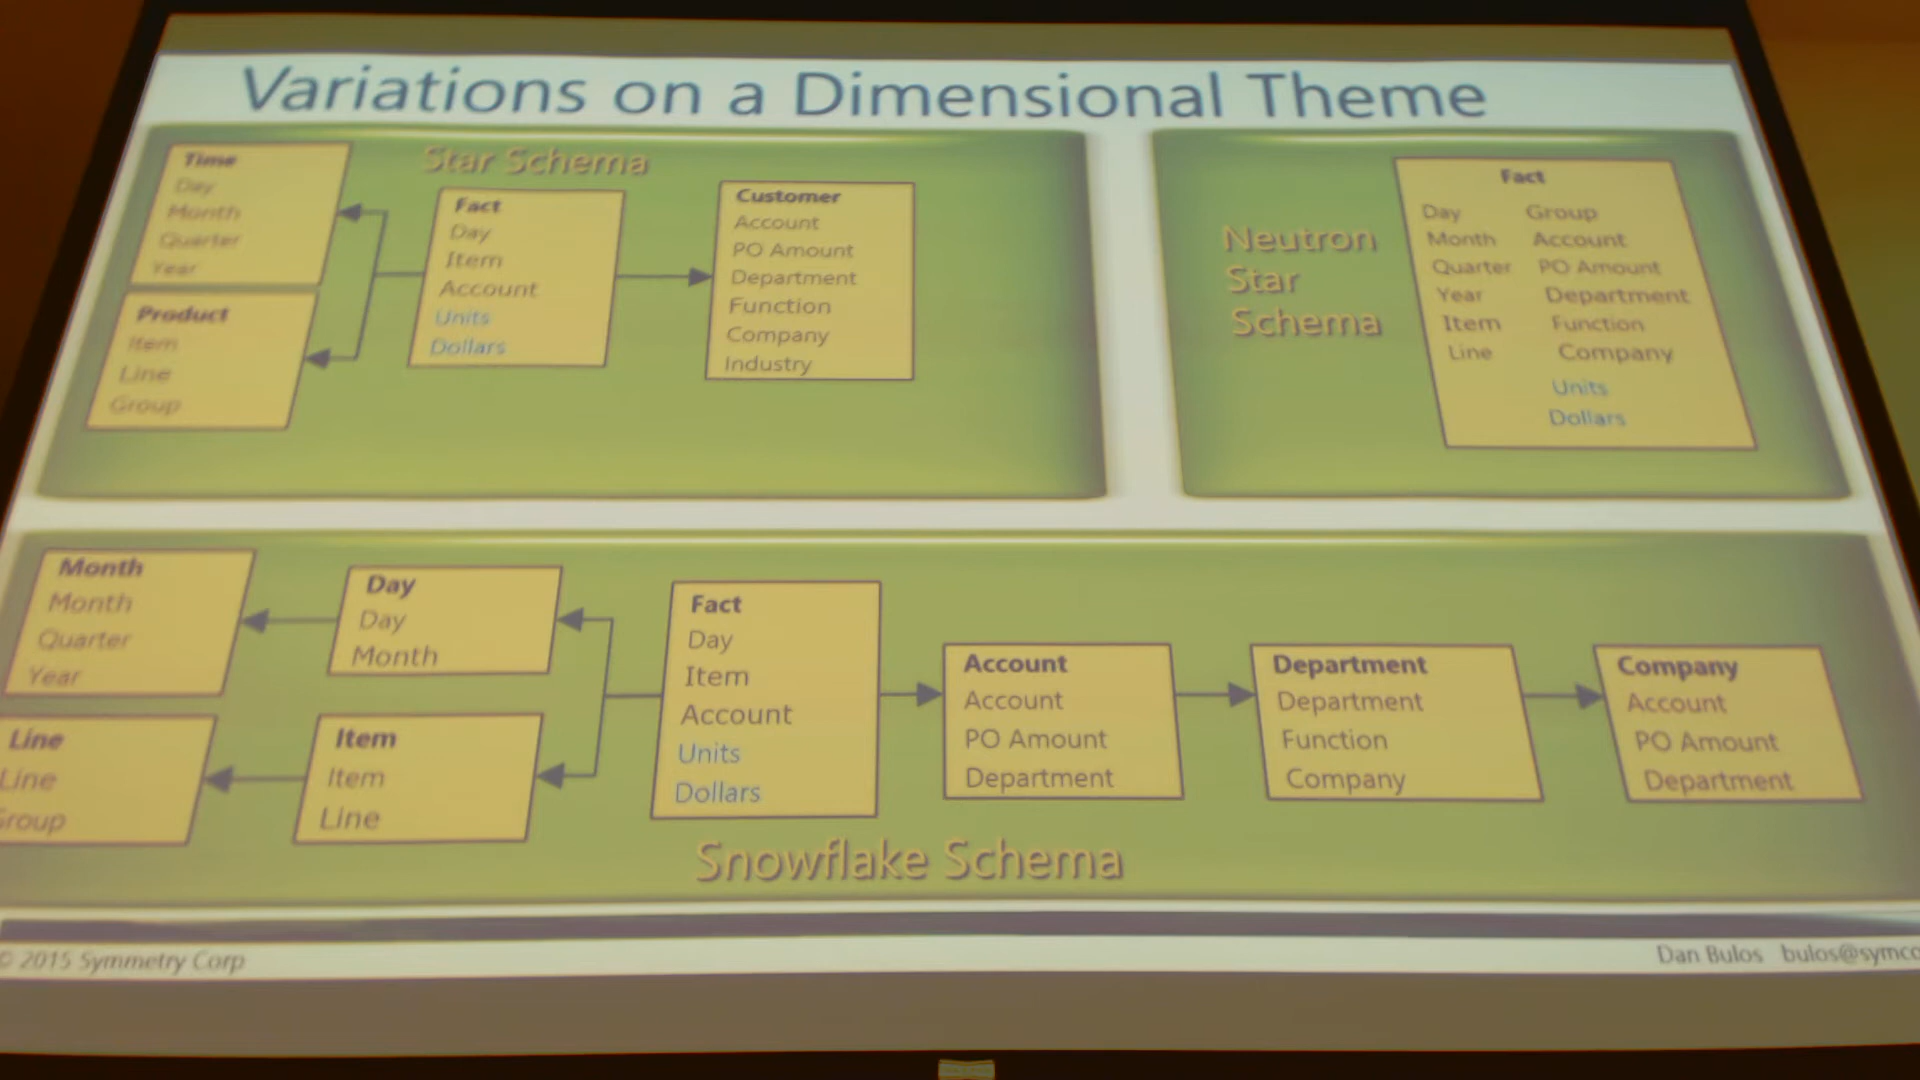 Variations on a Dimensional Theme
Star Schema
Time
Day
Month
Quarter
Year
Product
Item
Line
Group
Fact
Day
Item
Account
Units
Dollars
Customer
Account
PO Amount
Department
Function
Company
Industry
Neutron
Star
Schema
Fact
Day Group
Month Account
Quarter PO Amount
Year Department
Item Function
Line Company
Units
Dollars
Month
Month
Quarter
Year
Day
Day
Month
Line
Line
Group
Item
Item
Line
Fact
Day
Item
Account
Units
Dollars
Account
Account
PO Amount
Department
Department
Department
Function
Company
Company
Account
PO Amount
Department
Snowflake Schema
© 2015 Symmetry Corp
Dan Bulos bulos@symco